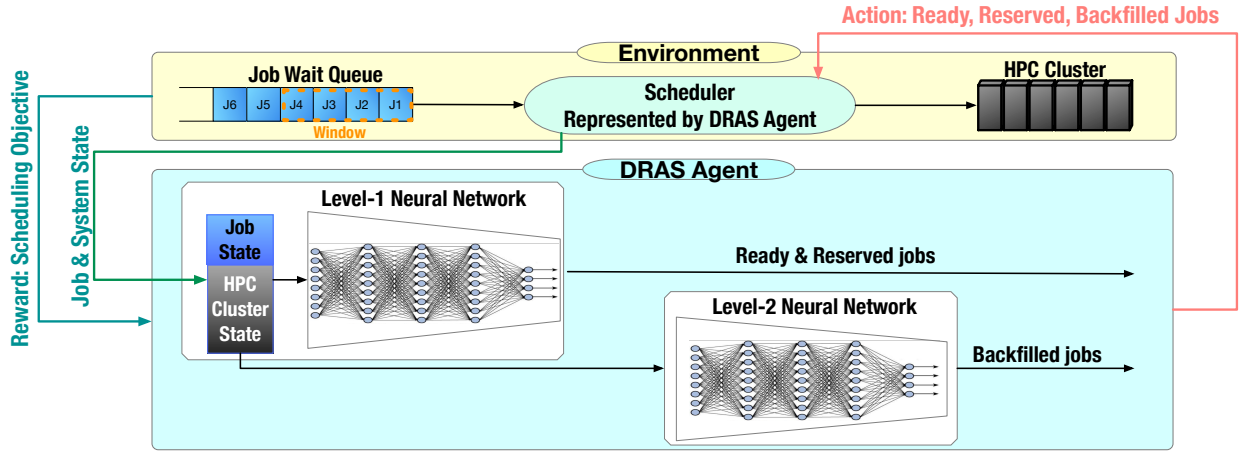 Action: Ready, Reserved, Backfilled Jobs
Environment
Job Wait Queue
J6 J5 J4 J3 J2 J1
Window
Scheduler
Represented by DRAS Agent
HPC Cluster
Reward: Scheduling Objective
Job & System State
DRAS Agent
Level-1 Neural Network
Job
State
HPC
Cluster
State
Ready & Reserved jobs
Level-2 Neural Network
Backfilled jobs